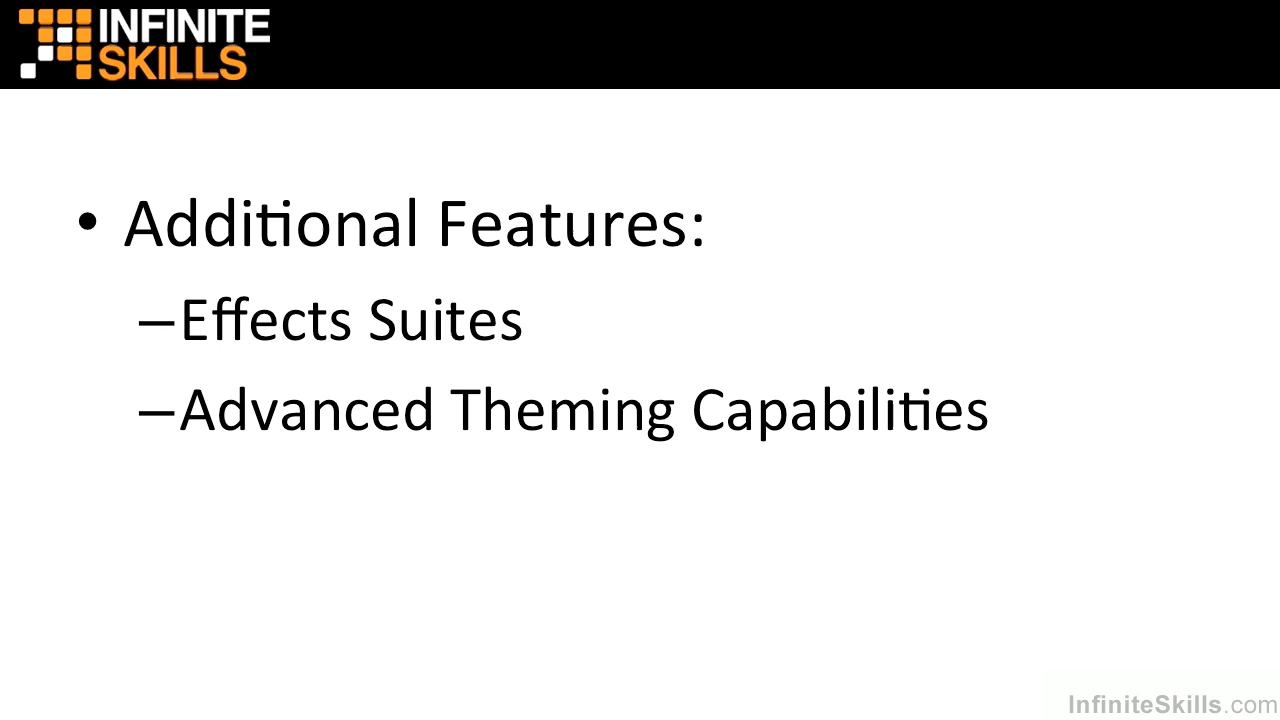 INFINITE
SKILLS
• Additional Features:
–Effects Suites
–Advanced Theming Capabilities
InfiniteSkills.com